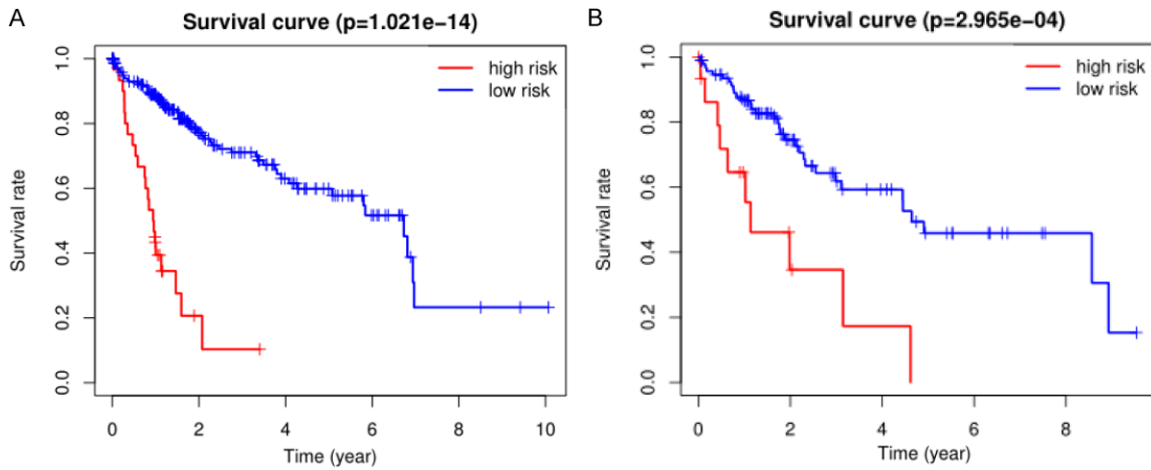 A
Survival curve (p=1.021e−14)
high risk
low risk
Survival rate
1.0
0.8
0.6
0.4
0.2
0.0
0 2 4 6 8 10
Time (year)
B
Survival curve (p=2.965e−04)
high risk
low risk
Survival rate
1.0
0.8
0.6
0.4
0.2
0.0
0 2 4 6 8
Time (year)